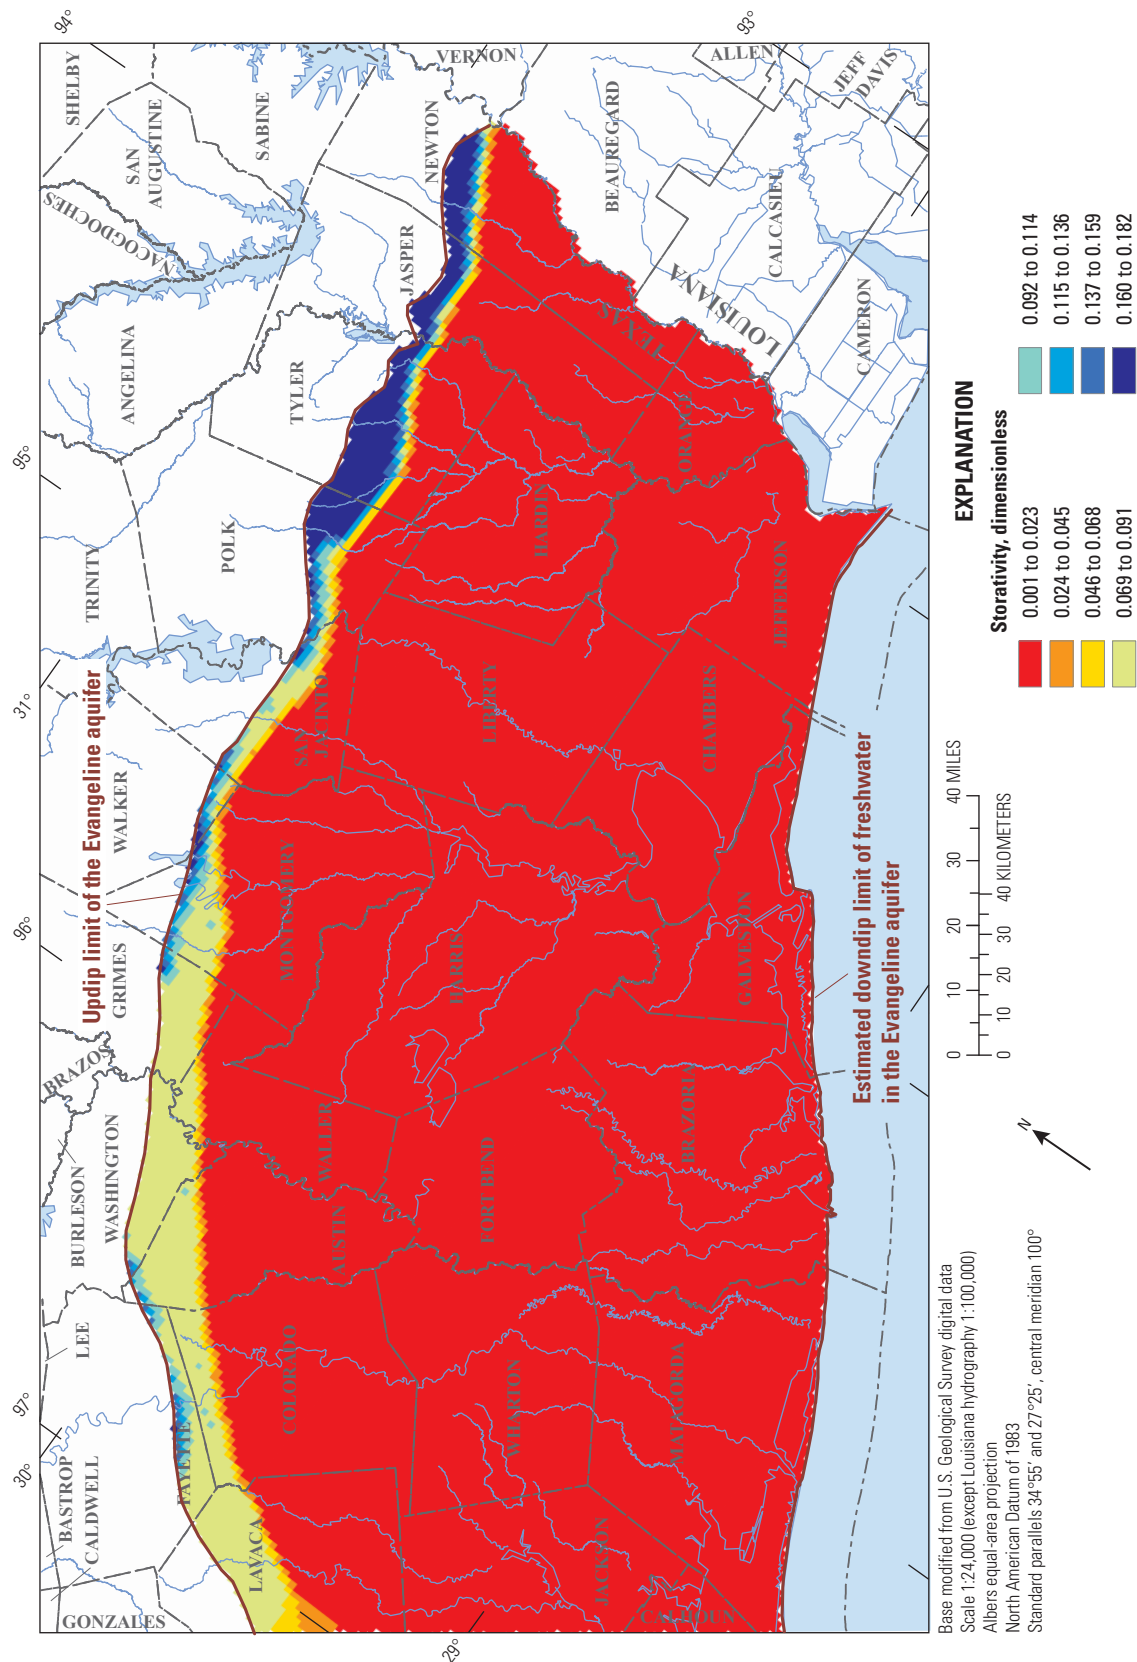 94°
93°
95°
31°
96°
97°
30°
29°
SHELBY
SAN
AUGUSTINE
SABINE
VERNON
ALLEN
JEFF
DAVIS
NACOGDOCHES
NEWTON
BEAUREGARD
ANGELINA
JASPER
CALCASIEU
TYLER
TEXAS
LOUISIANA
CAMERON
TRINITY
POLK
HARDIN
ORANGE
JEFFERSON
WALKER
SAN
JACINTO
LIBERTY
CHAMBERS
Updip limit of the Evangeline aquifer
GRIMES
MONTGOMERY
HARRIS
GALVESTON
Estimated downdip limit of freshwater
in the Evangeline aquifer
BRAZOS
BURLESON
WASHINGTON
WALLER
AUSTIN
FORT BEND
BRAZORIA
LEE
COLORADO
WHARTON
MATAGORDA
BASTROP
CALDWELL
FAYETTE
LAVACA
JACKSON
GONZALES
CALHOUN
EXPLANATION
Storativity, dimensionless
0.001 to 0.023
0.024 to 0.045
0.046 to 0.068
0.069 to 0.091
0.092 to 0.114
0.115 to 0.136
0.137 to 0.159
0.160 to 0.182
0 10 20 30 40 MILES
0 10 20 30 40 KILOMETERS
N
Base modified from U.S. Geological Survey digital data
Scale 1:24,000 (except Louisiana hydrography 1:100,000)
Albers equal-area projection
North American Datum of 1983
Standard parallels 34°55′ and 27°25′, central meridian 100°